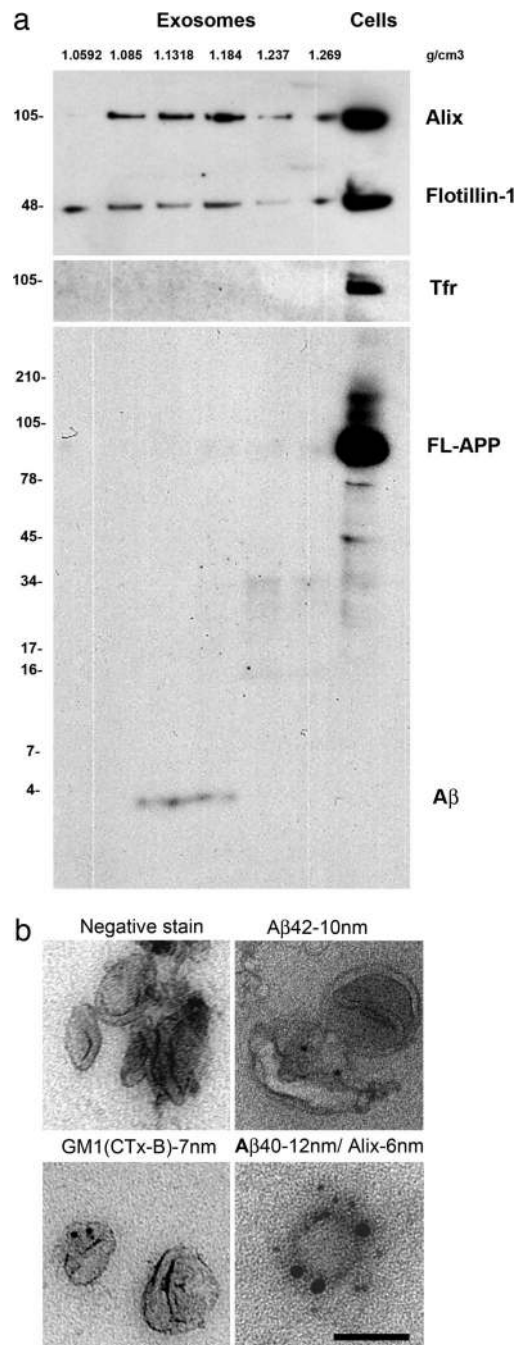 a
Exosomes Cells
1.0592 1.085 1.1318 1.184 1.237 1.269 g/cm3
105- Alix
48- Flotillin-1
105- Tfr
210-
105-
FL-APP
78-
45-
34-
17-
16-
7-
4- Aβ
b
Negative stain Aβ42-10nm
GM1(CTx-B)-7nm Aβ40-12nm/ Alix-6nm